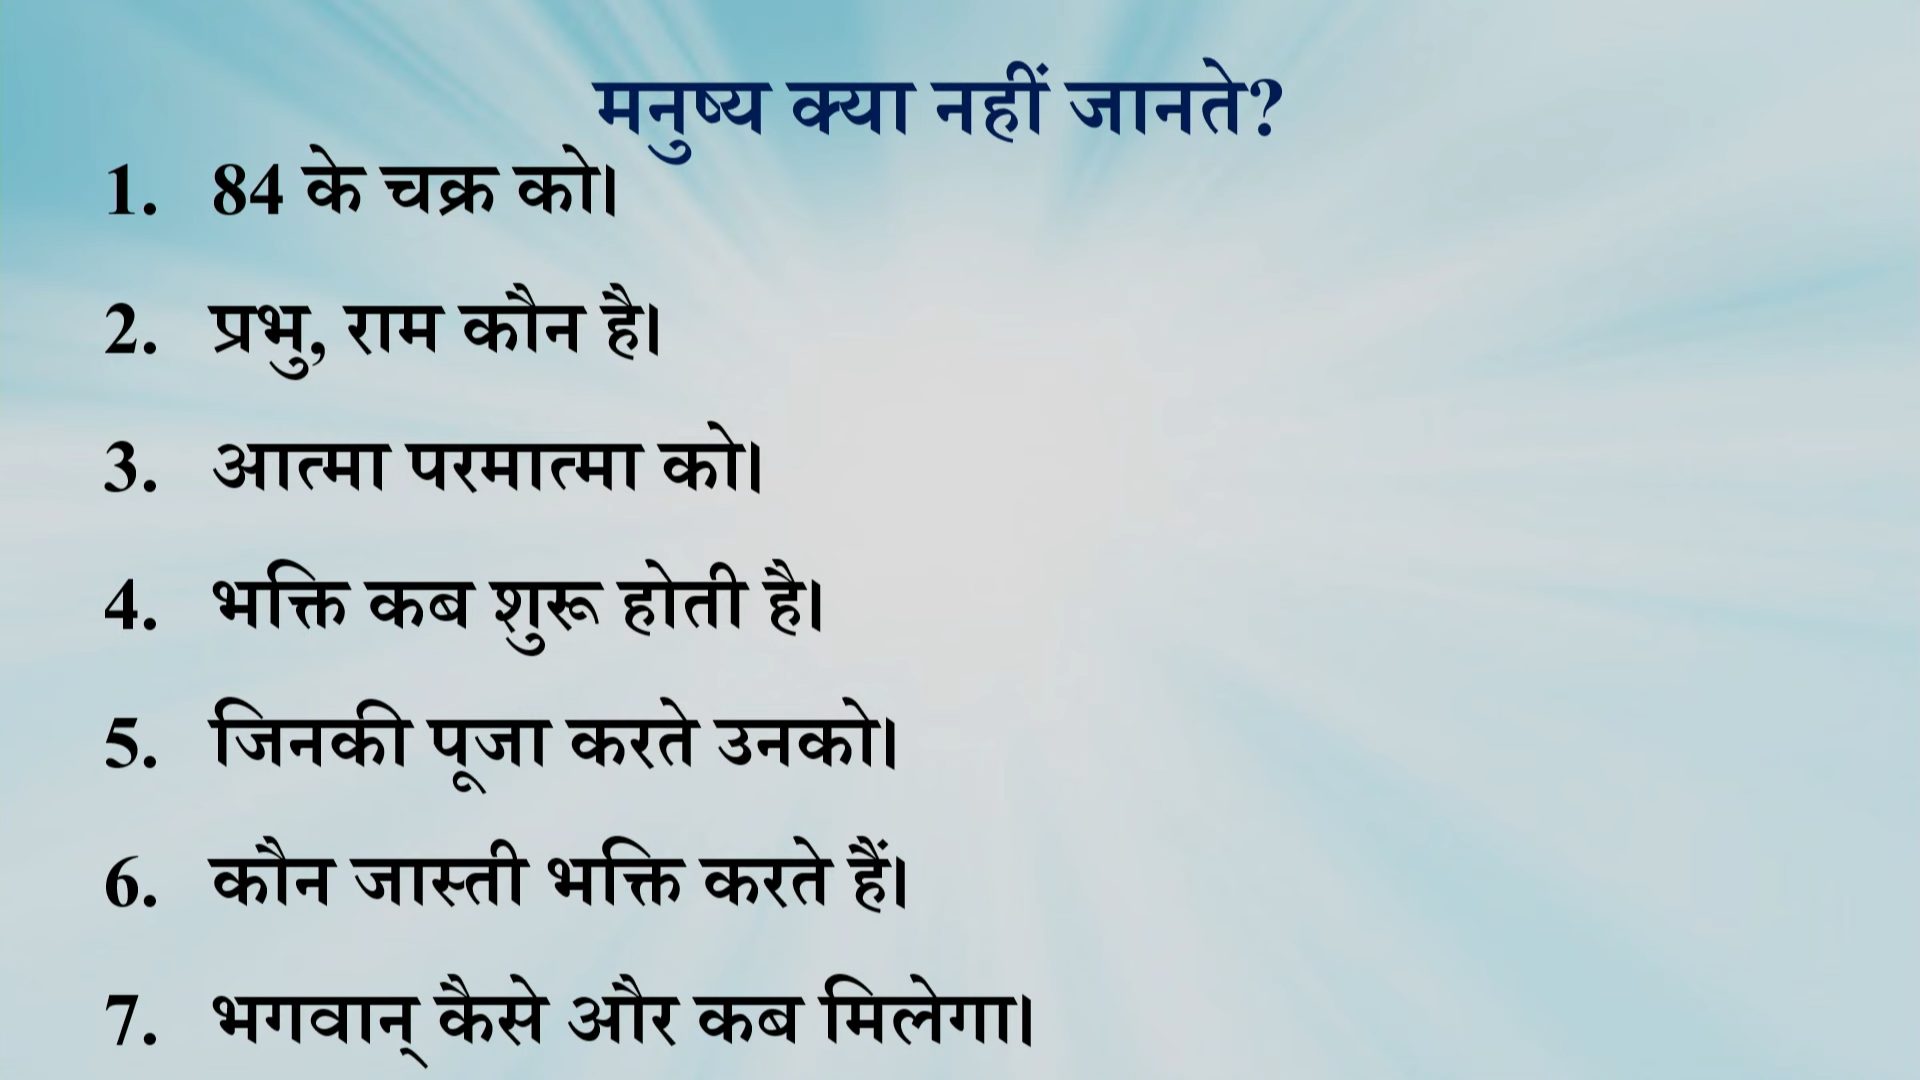 मनुष्य क्या नहीं जानते?
1. 84 के चक्र को।
2. प्रभु, राम कौन है।
3. आत्मा परमात्मा को।
4. भक्ति कब शुरू होती है।
5. जिनकी पूजा करते उनको।
6. कौन जास्ती भक्ति करते हैं।
7. भगवान् कैसे और कब मिलेगा।